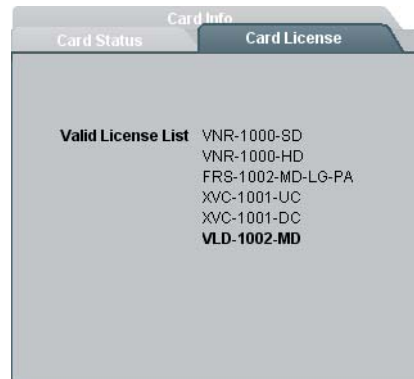 Card Info
Card Status
Card License
Valid License List VNR-1000-SD
VNR-1000-HD
FRS-1002-MD-LG-PA
XVC-1001-UC
XVC-1001-DC
VLD-1002-MD